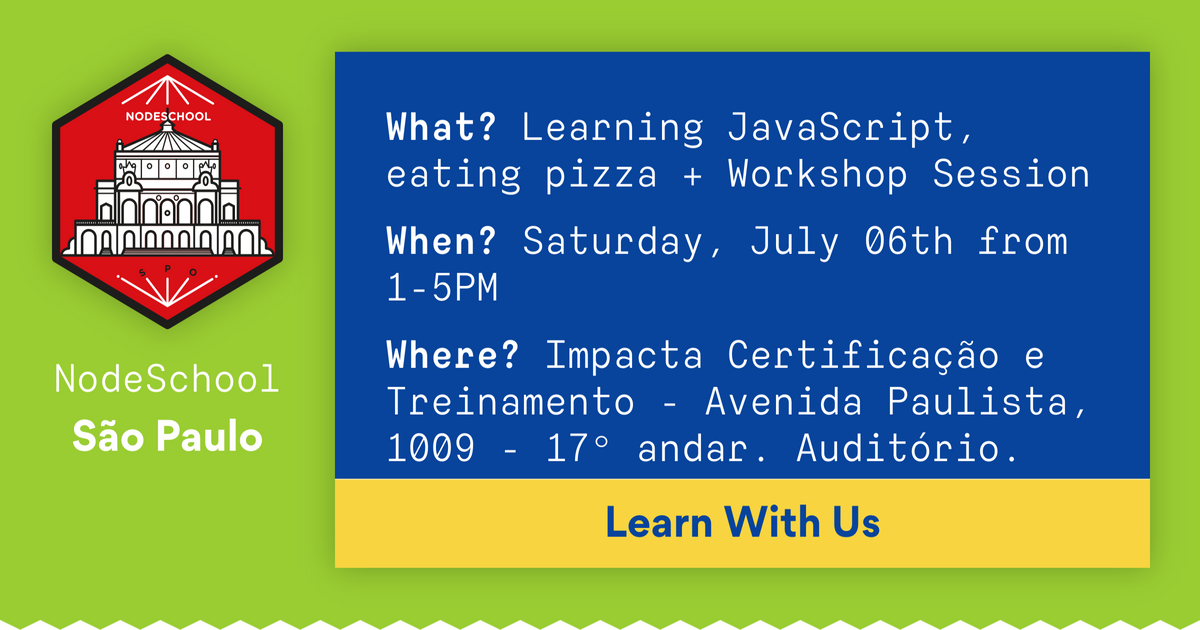 NODESCHOOL
S P O
NodeSchool
São Paulo
What? Learning JavaScript,
eating pizza + Workshop Session
When? Saturday, July 06th from
1-5PM
Where? Impacta Certificação e
Treinamento - Avenida Paulista,
1009 - 17° andar. Auditório.
Learn With Us